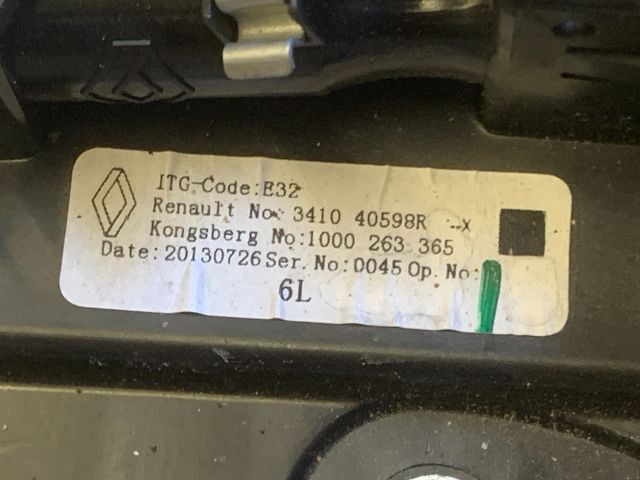 ITG-Code:E32
Renault No: 3410 40598R --x
Kongsberg No:1000 263 365
Date: 20130726 Ser. No:0045 Op. No:
6L